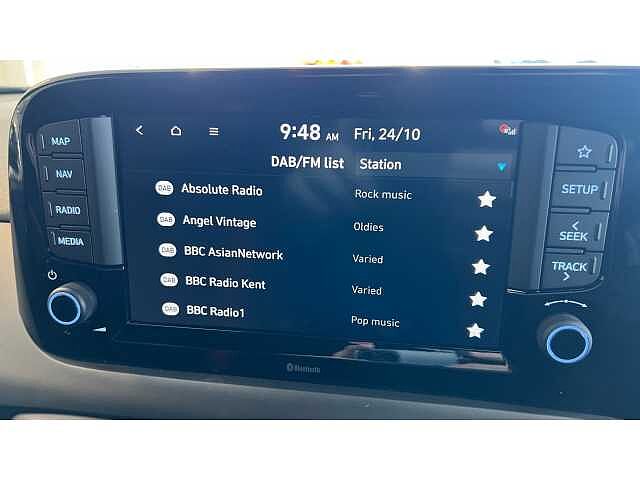 9:48 AM Fri, 24/10
DAB/FM list Station
DAB Absolute Radio Rock music
DAB Angel Vintage Oldies
DAB BBC AsianNetwork Varied
DAB BBC Radio Kent Varied
DAB BBC Radio1 Pop music
MAP
NAV
RADIO
MEDIA
SETUP
SEEK
TRACK
Bluetooth